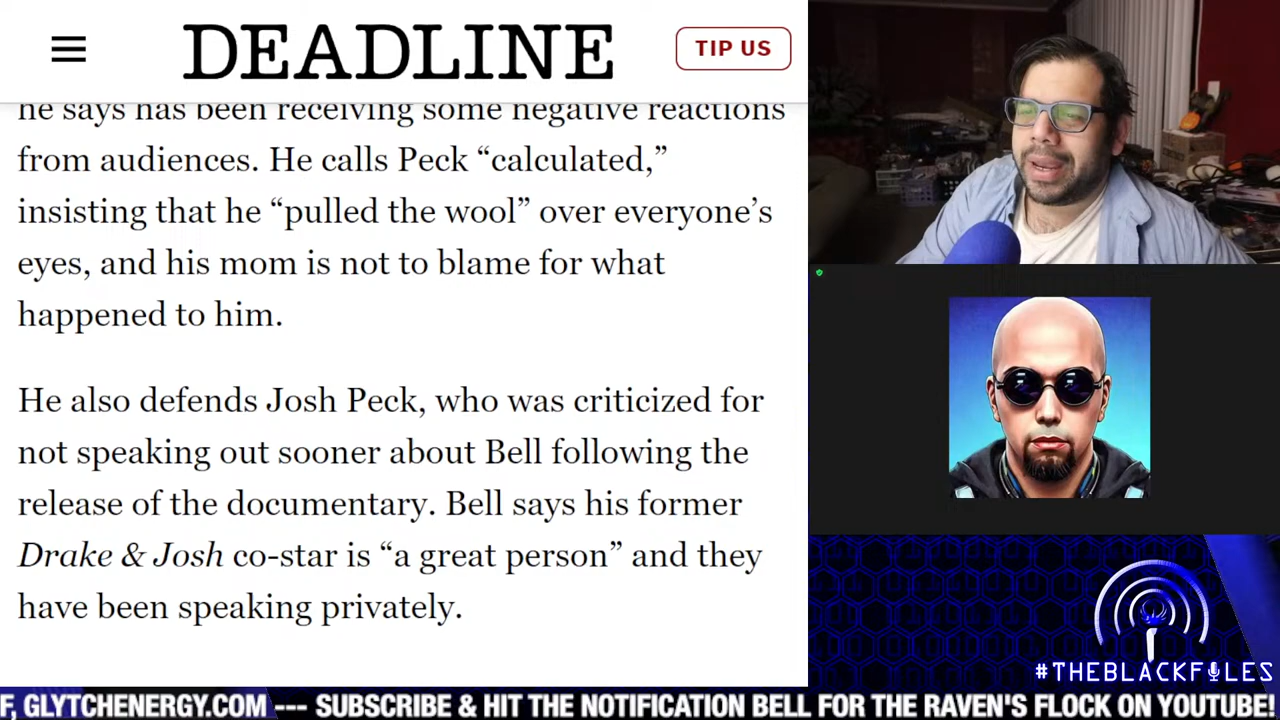 DEADLINE
TIP US
he says has been receiving some negative reactions
from audiences. He calls Peck “calculated,”
insisting that he “pulled the wool” over everyone’s
eyes, and his mom is not to blame for what
happened to him.
He also defends Josh Peck, who was criticized for
not speaking out sooner about Bell following the
release of the documentary. Bell says his former
Drake & Josh co-star is “a great person” and they
have been speaking privately.
#THEBLACKFILES
F, GLYTCHENERGY.COM --- SUBSCRIBE & HIT THE NOTIFICATION BELL FOR THE RAVEN'S FLOCK ON YOUTUBE!